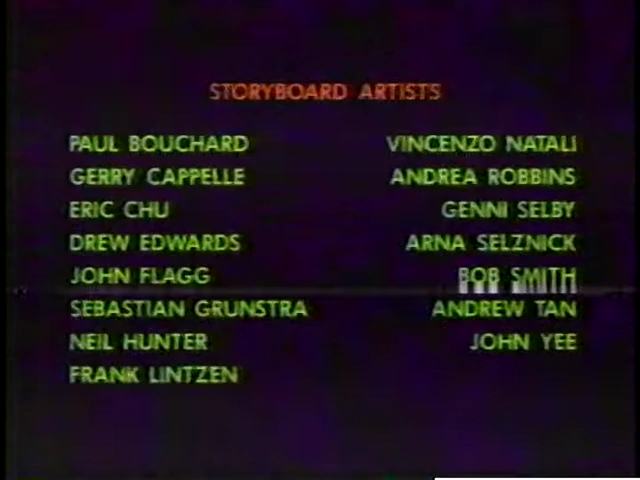 STORYBOARD ARTISTS
PAUL BOUCHARD
GERRY CAPPELLE
ERIC CHU
DREW EDWARDS
JOHN FLAGG
SEBASTIAN GRUNSTRA
NEIL HUNTER
FRANK LINTZEN
VINCENZO NATALI
ANDREA ROBBINS
GENNI SELBY
ARNA SELZNICK
BOB SMITH
ANDREW TAN
JOHN YEE